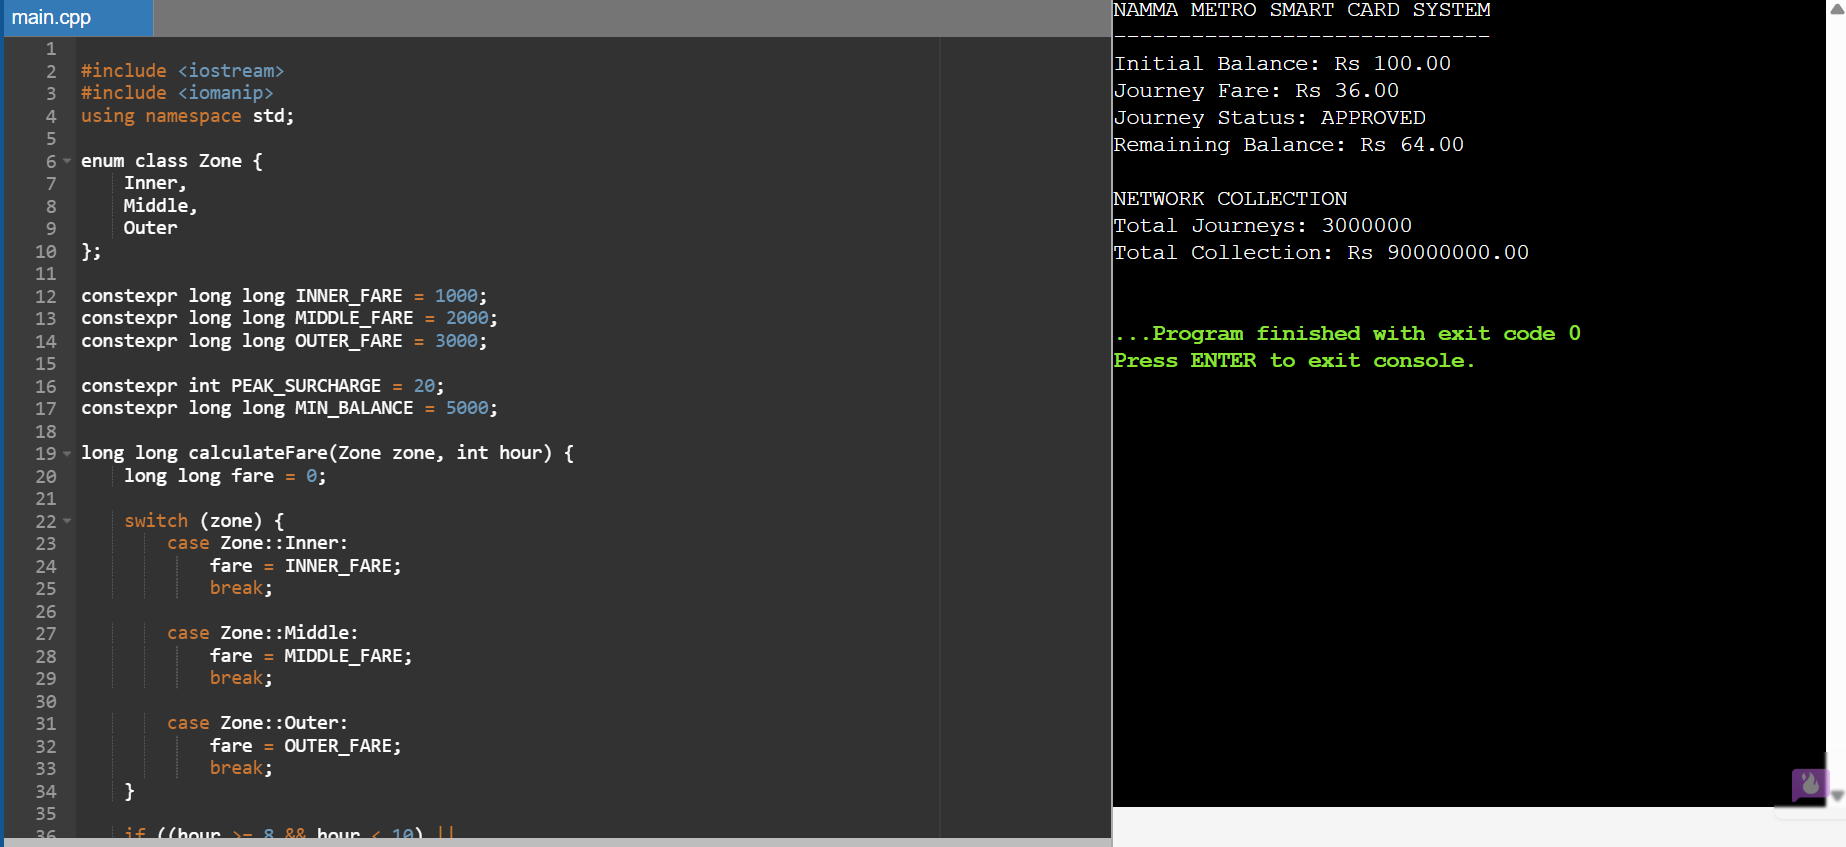 main.cpp
1
2 #include <iostream>
3 #include <iomanip>
4 using namespace std;
5
6 enum class Zone {
7 Inner,
8 Middle,
9 Outer
10 };
11
12 constexpr long long INNER_FARE = 1000;
13 constexpr long long MIDDLE_FARE = 2000;
14 constexpr long long OUTER_FARE = 3000;
15
16 constexpr int PEAK_SURCHARGE = 20;
17 constexpr long long MIN_BALANCE = 5000;
18
19 long long calculateFare(Zone zone, int hour) {
20 long long fare = 0;
21
22 switch (zone) {
23 case Zone::Inner:
24 fare = INNER_FARE;
25 break;
26
27 case Zone::Middle:
28 fare = MIDDLE_FARE;
29 break;
30
31 case Zone::Outer:
32 fare = OUTER_FARE;
33 break;
34 }
35
36 if ((hour >= 8 && hour < 10) ||
NAMMA METRO SMART CARD SYSTEM
-----------------------------
Initial Balance: Rs 100.00
Journey Fare: Rs 36.00
Journey Status: APPROVED
Remaining Balance: Rs 64.00
NETWORK COLLECTION
Total Journeys: 3000000
Total Collection: Rs 90000000.00
...Program finished with exit code 0
Press ENTER to exit console.